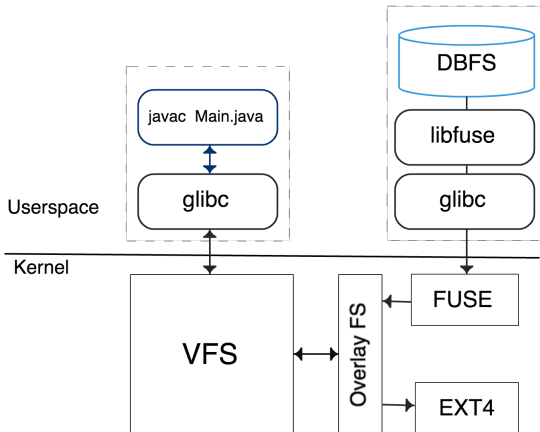 DBFS
javac Main.java
libfuse
glibc
glibc
Userspace
Kernel
VFS
Overlay FS
FUSE
EXT4